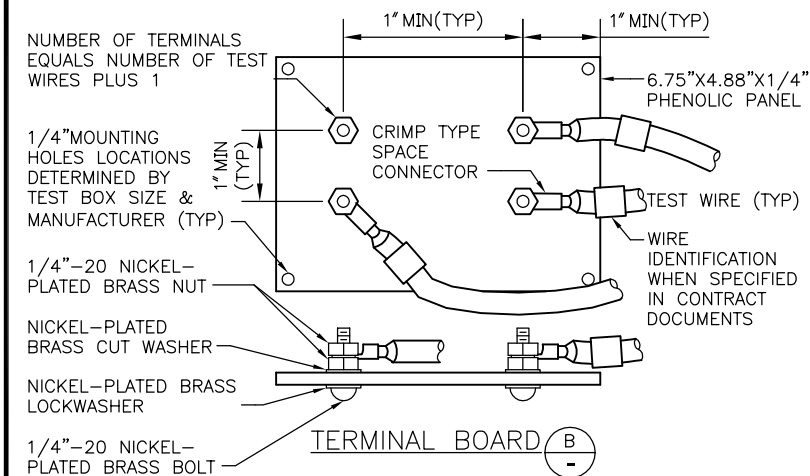 1" MIN(TYP)
1" MIN(TYP)
NUMBER OF TERMINALS
EQUALS NUMBER OF TEST
WIRES PLUS 1
6.75"X4.88"X1/4"
PHENOLIC PANEL
1/4"MOUNTING
HOLES LOCATIONS
DETERMINED BY
TEST BOX SIZE &
MANUFACTURER (TYP)
1" MIN
(TYP)
CRIMP TYPE
SPACE
CONNECTOR
TEST WIRE (TYP)
WIRE
IDENTIFICATION
WHEN SPECIFIED
IN CONTRACT
DOCUMENTS
1/4"-20 NICKEL-
PLATED BRASS NUT
NICKEL-PLATED
BRASS CUT WASHER
NICKEL-PLATED BRASS
LOCKWASHER
1/4"-20 NICKEL-
PLATED BRASS BOLT
TERMINAL BOARD
B
-